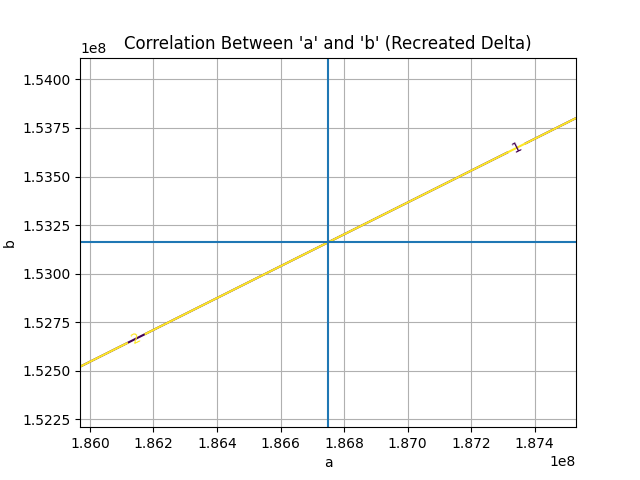 Correlation Between 'a' and 'b' (Recreated Delta)
1e8
1.5400
1.5375
1.5350
1.5325
1.5300
1.5275
1.5250
1.5225
b
1
2
1.860 1.862 1.864 1.866 1.868 1.870 1.872 1.874
a
1e8